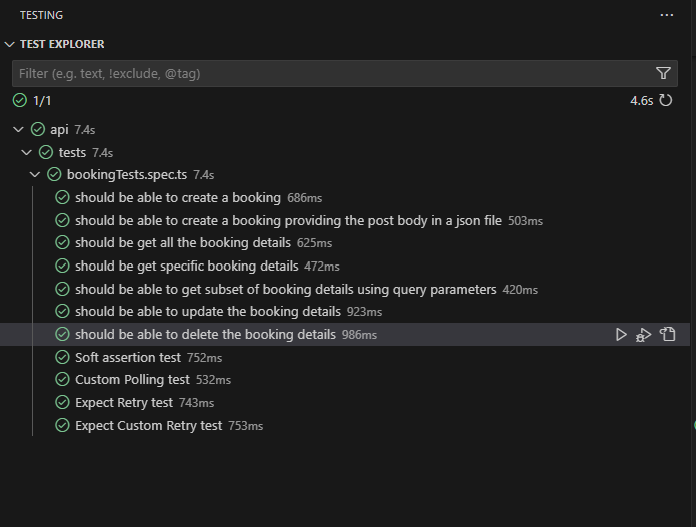 TESTING
TEST EXPLORER
Filter (e.g. text, !exclude, @tag)
1/1 4.6s
api 7.4s
tests 7.4s
bookingTests.spec.ts 7.4s
should be able to create a booking 686ms
should be able to create a booking providing the post body in a json file 503ms
should be get all the booking details 625ms
should be get specific booking details 472ms
should be able to get subset of booking details using query parameters 420ms
should be able to update the booking details 923ms
should be able to delete the booking details 986ms
Soft assertion test 752ms
Custom Polling test 532ms
Expect Retry test 743ms
Expect Custom Retry test 753ms